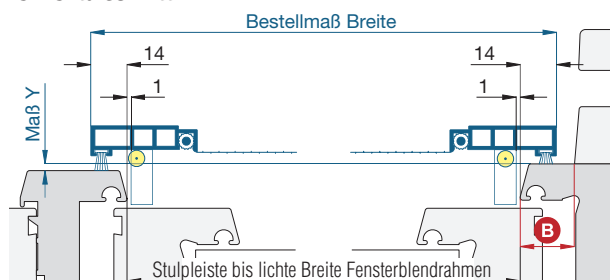 Bestellmaß Breite
14
14
1
1
Maß Y
B
Stulpleiste bis lichte Breite Fensterblendrahmen